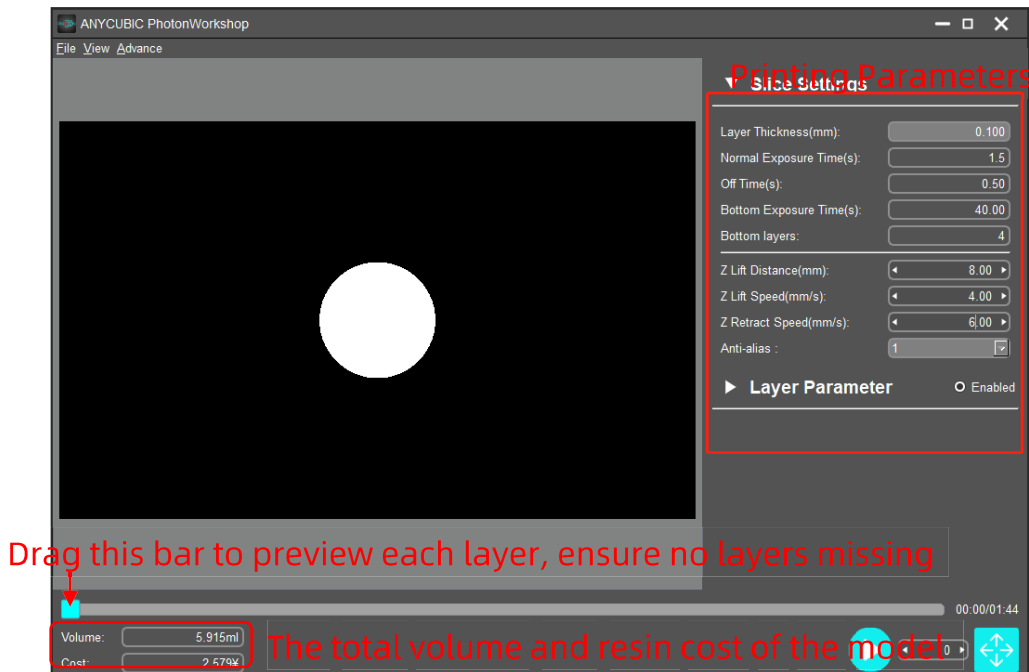 ANYCUBIC PhotonWorkshop
File View Advance
Printing Parameters
Slice Settings
Layer Thickness(mm): 0.100
Normal Exposure Time(s): 1.5
Off Time(s): 0.50
Bottom Exposure Time(s): 40.00
Bottom layers: 4
Z Lift Distance(mm): 8.00
Z Lift Speed(mm/s): 4.00
Z Retract Speed(mm/s): 6.00
Anti-alias : 1
Layer Parameter Enabled
Drag this bar to preview each layer, ensure no layers missing
00:00/01:44
Volume: 5.915ml
The total volume and resin cost of the model
0
Cost: 2.579¥